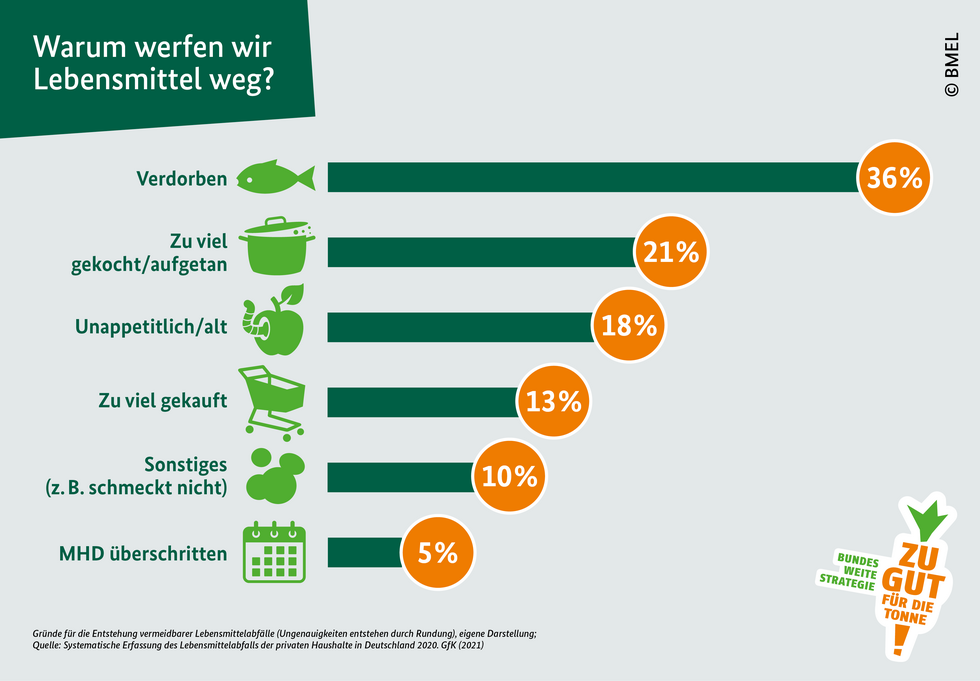 Warum werfen wir
Lebensmittel weg?
© BMEL
Verdorben
36%
Zu viel
gekocht/aufgetan
21%
Unappetitlich/alt
18%
Zu viel gekauft
13%
Sonstiges
(z. B. schmeckt nicht)
10%
MHD überschritten
5%
BUNDES
WEITE
STRATEGIE
ZU
GUT
FÜR DIE
TONNE
!
Gründe für die Entstehung vermeidbarer Lebensmittelabfälle (Ungenauigkeiten entstehen durch Rundung), eigene Darstellung;
Quelle: Systematische Erfassung des Lebensmittelabfalls der privaten Haushalte in Deutschland 2020. GfK (2021)